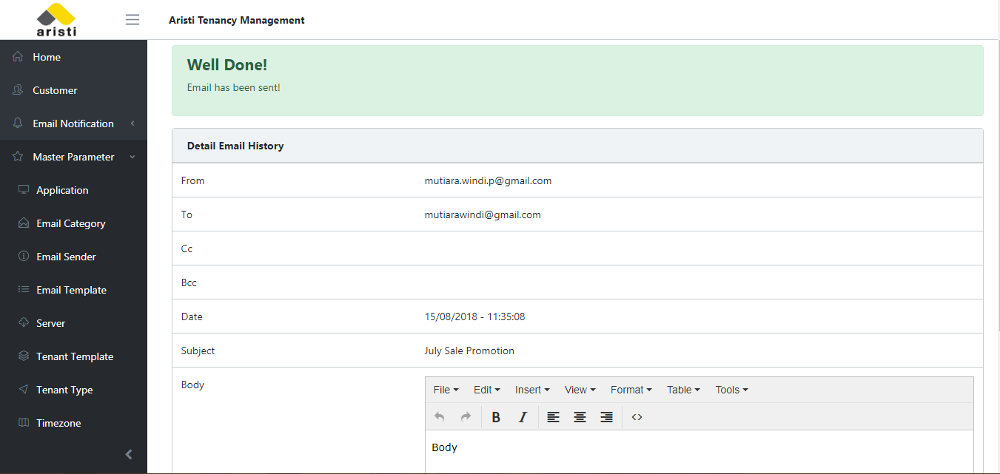 aristi
Aristi Tenancy Management
Home
Customer
Email Notification
Master Parameter
Application
Email Category
Email Sender
Email Template
Server
Tenant Template
Tenant Type
Timezone
Well Done!
Email has been sent!
Detail Email History
From mutiara.windi.p@gmail.com
To mutiarawindi@gmail.com
Cc
Bcc
Date 15/08/2018 - 11:35:08
Subject July Sale Promotion
Body
File Edit Insert View Format Table Tools
B I <>
Body